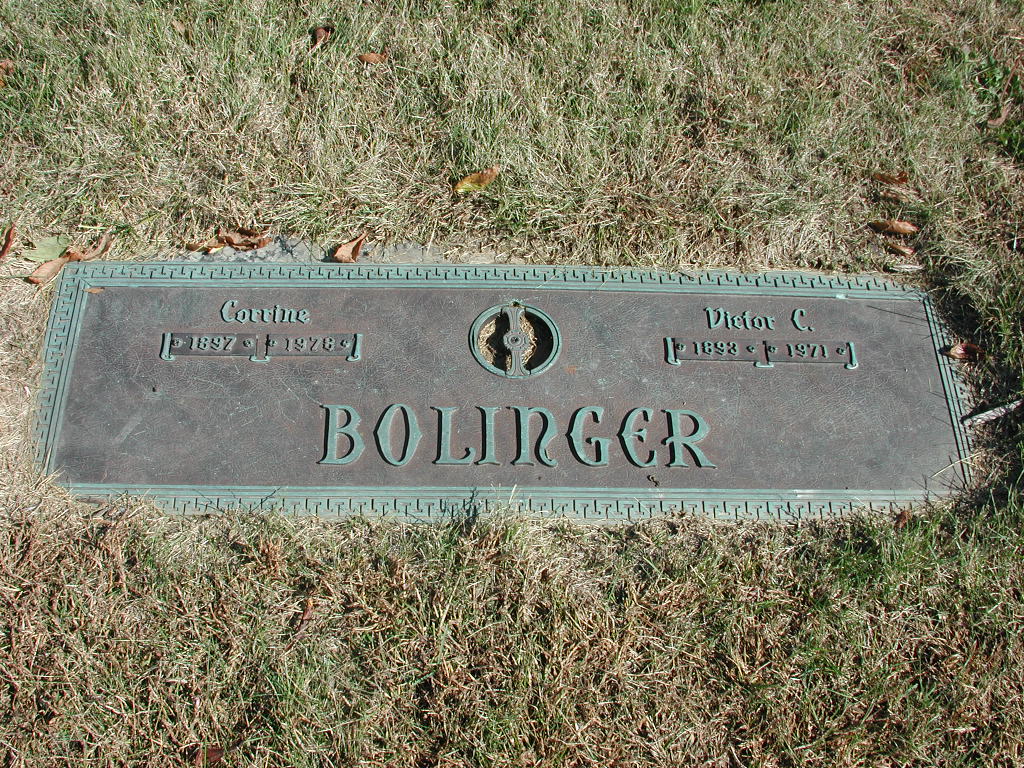 Corrine
1897 1978
Victor C.
1893 1971
BOLINGER